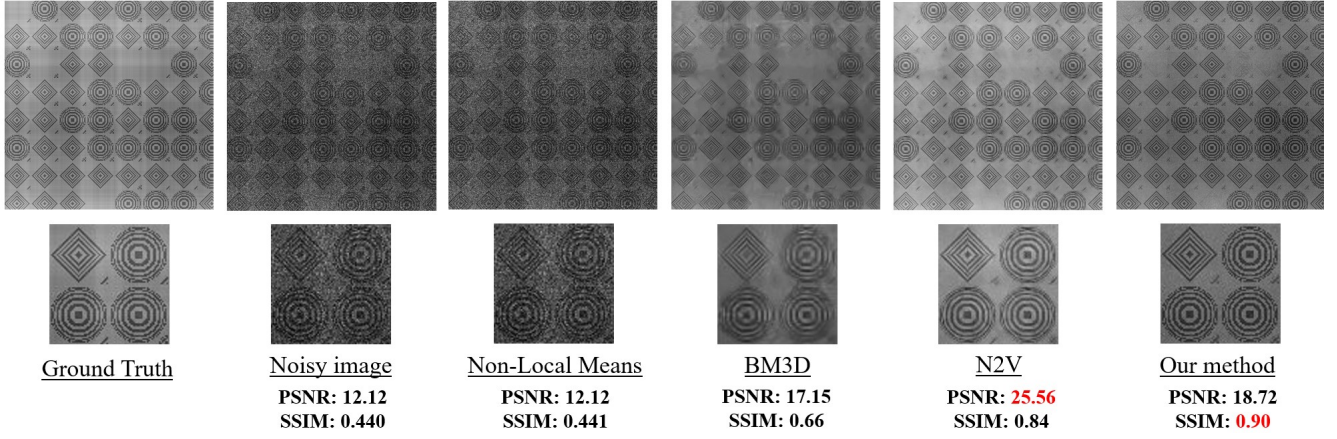 Ground Truth
Noisy image
PSNR: 12.12
SSIM: 0.440
Non-Local Means
PSNR: 12.12
SSIM: 0.441
BM3D
PSNR: 17.15
SSIM: 0.66
N2V
PSNR: 25.56
SSIM: 0.84
Our method
PSNR: 18.72
SSIM: 0.90